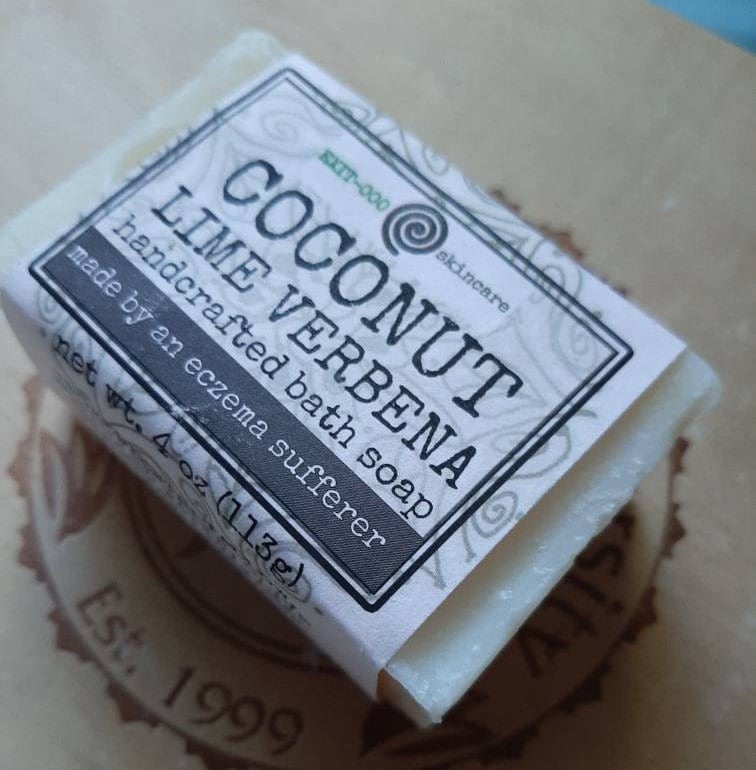 SKIT-000
skincare
COCONUT
LIME VERBENA
handcrafted bath soap
made by an eczema sufferer
net wt. 4 oz (113g)
Est. 1999